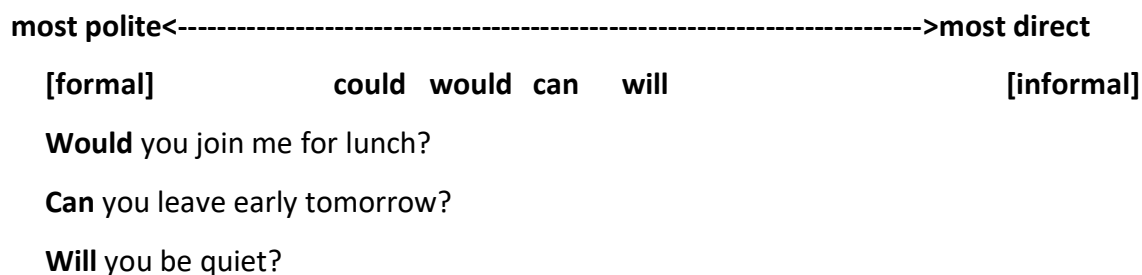 most polite<--------------------------------------------------------------------------->most direct
[formal] could would can will [informal]
Would you join me for lunch?
Can you leave early tomorrow?
Will you be quiet?